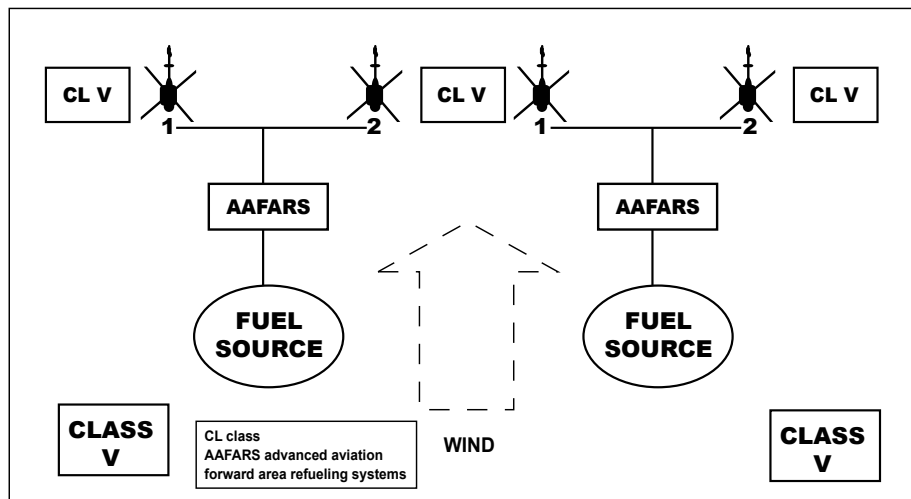 CL V
CL V
CL V
1
2
1
2
AAFARS
AAFARS
FUEL
SOURCE
FUEL
SOURCE
CLASS
V
CL class
AAFARS advanced aviation
forward area refueling systems
WIND
CLASS
V